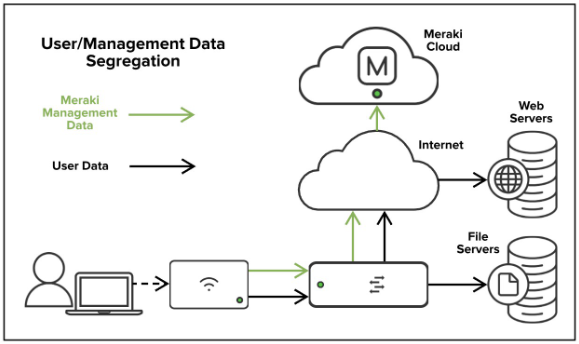 User/Management Data
Segregation
Meraki
Cloud
M
Meraki
Management
Data
User Data
Internet
Web
Servers
File
Servers